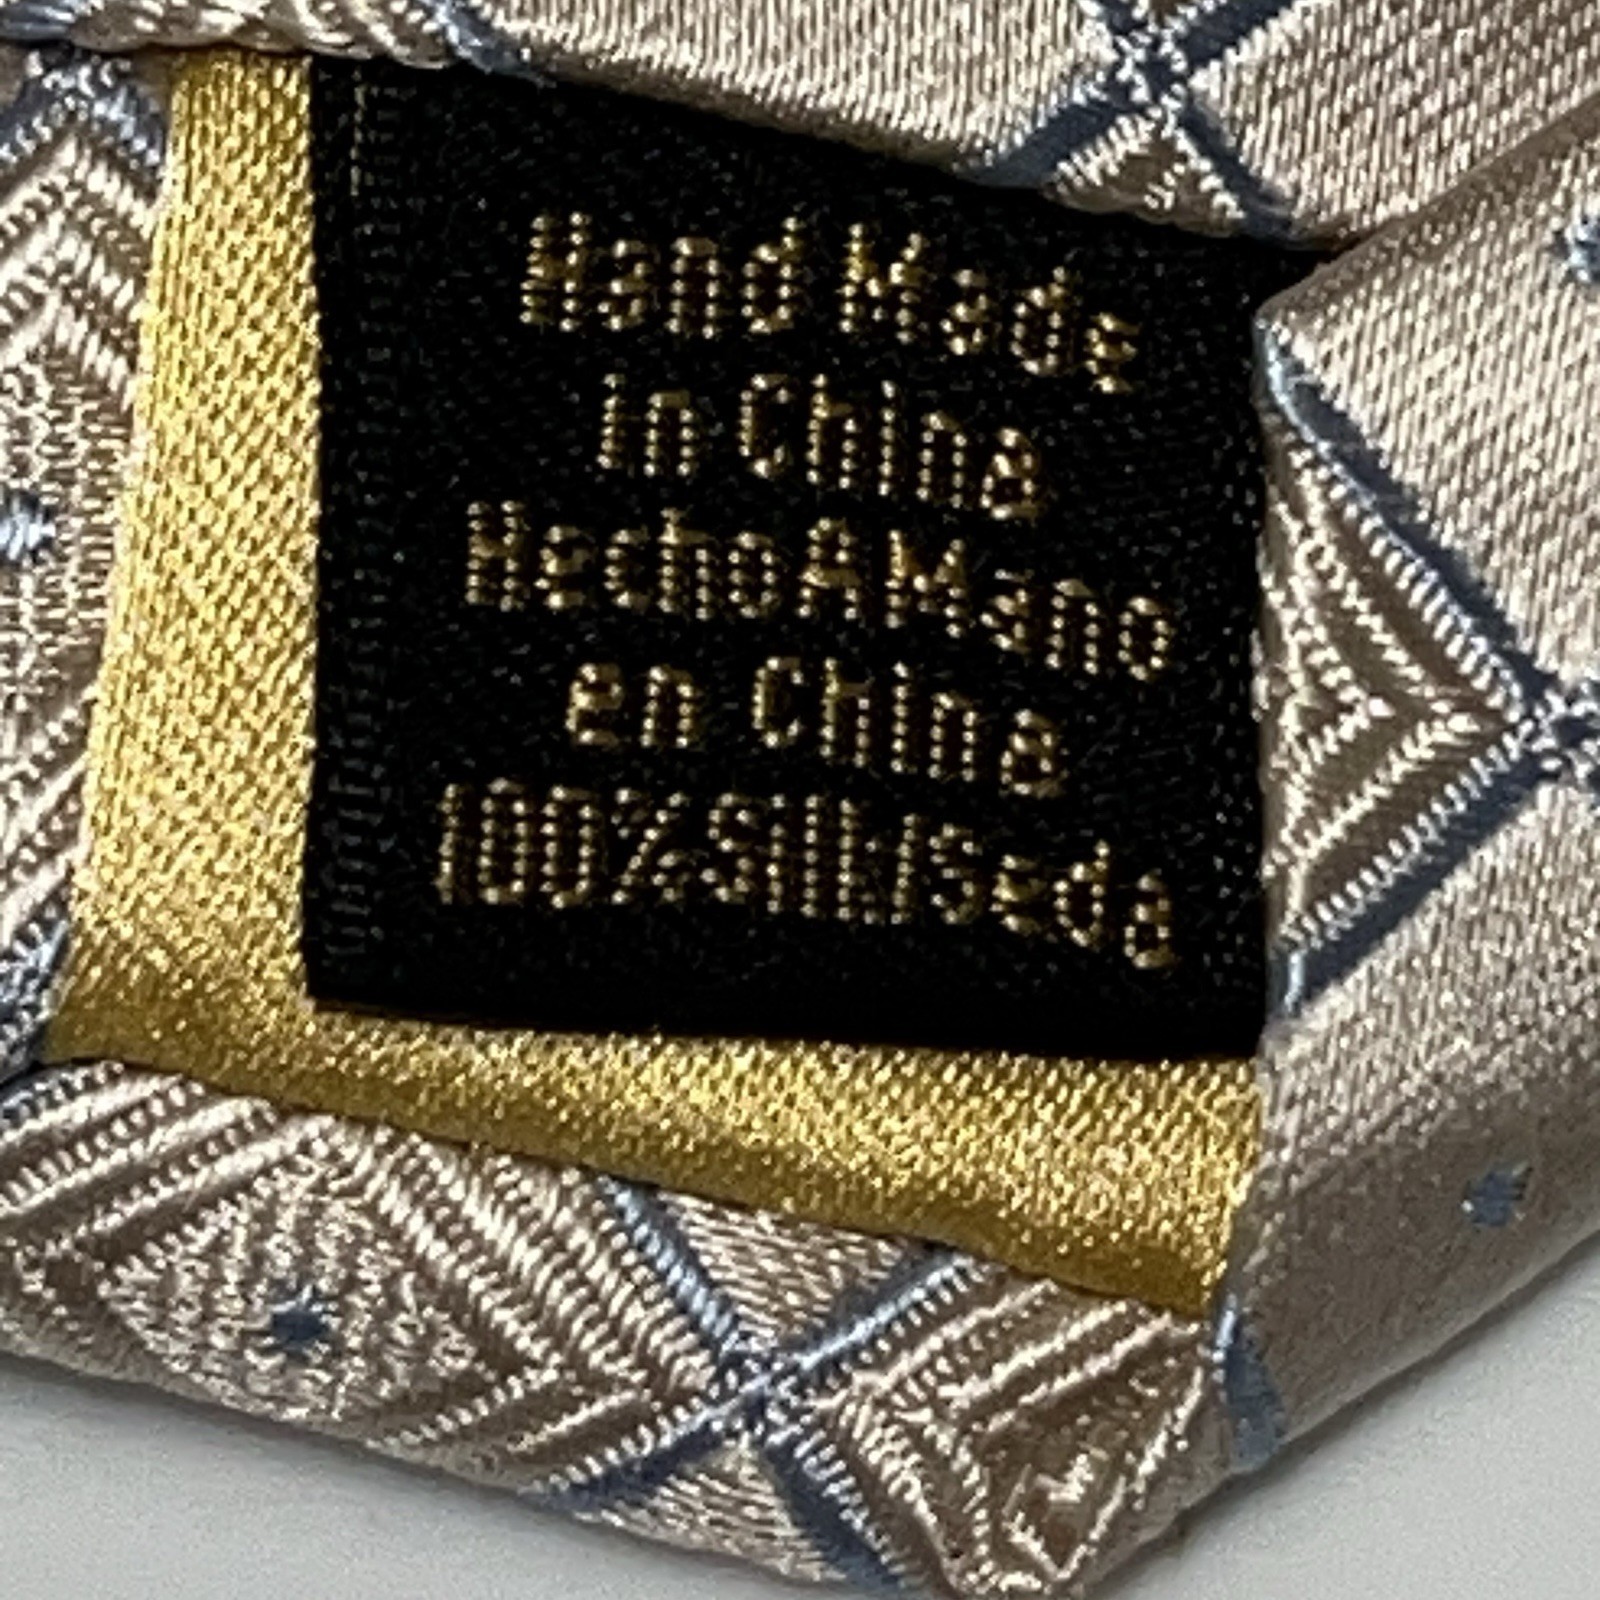 Hand Made
in China
Hecho A Mano
en China
100% Silk/Seda